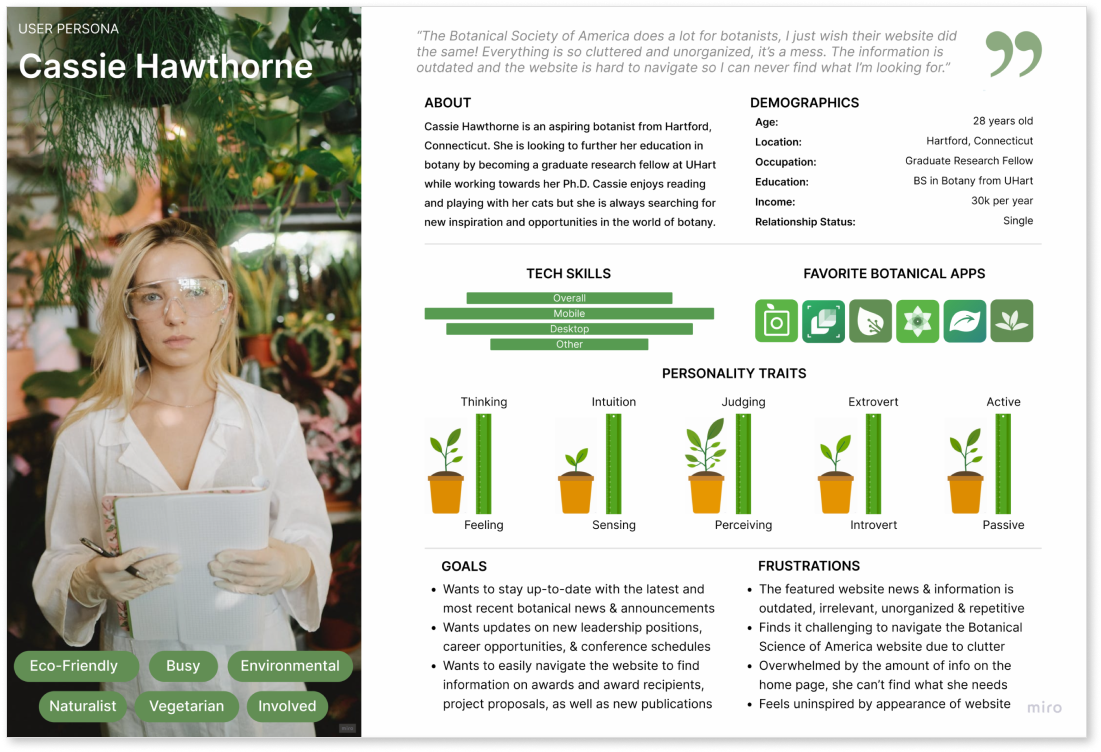 USER PERSONA
Cassie Hawthorne
Eco-Friendly
Busy
Environmental
Naturalist
Vegetarian
Involved
“The Botanical Society of America does a lot for botanists, I just wish their website did
the same! Everything is so cluttered and unorganized, it’s a mess. The information is
outdated and the website is hard to navigate so I can never find what I’m looking for.”
ABOUT
Cassie Hawthorne is an aspiring botanist from Hartford,
Connecticut. She is looking to further her education in
botany by becoming a graduate research fellow at UHart
while working towards her Ph.D. Cassie enjoys reading
and playing with her cats but she is always searching for
new inspiration and opportunities in the world of botany.
DEMOGRAPHICS
Age: 28 years old
Location: Hartford, Connecticut
Occupation: Graduate Research Fellow
Education: BS in Botany from UHart
Income: 30k per year
Relationship Status: Single
TECH SKILLS
Overall
Mobile
Desktop
Other
FAVORITE BOTANICAL APPS
PERSONALITY TRAITS
Thinking
Feeling
Intuition
Sensing
Judging
Perceiving
Extrovert
Introvert
Active
Passive
GOALS
• Wants to stay up-to-date with the latest and
most recent botanical news & announcements
• Wants updates on new leadership positions,
career opportunities, & conference schedules
• Wants to easily navigate the website to find
information on awards and award recipients,
project proposals, as well as new publications
FRUSTRATIONS
• The featured website news & information is
outdated, irrelevant, unorganized & repetitive
• Finds it challenging to navigate the Botanical
Science of America website due to clutter
• Overwhelmed by the amount of info on the
home page, she can’t find what she needs
• Feels uninspired by appearance of website
miro